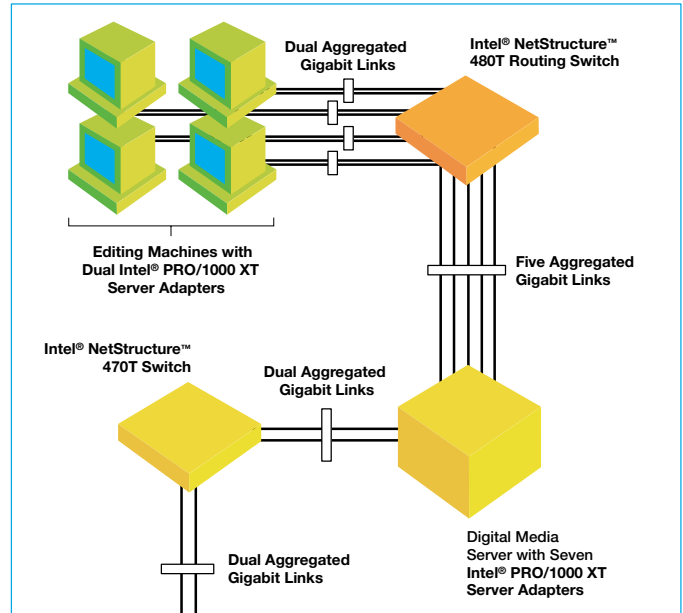 Dual Aggregated
Gigabit Links
Intel® NetStructure™
480T Routing Switch
Editing Machines with
Dual Intel® PRO/1000 XT
Server Adapters
Five Aggregated
Gigabit Links
Intel® NetStructure™
470T Switch
Dual Aggregated
Gigabit Links
Digital Media
Server with Seven
Intel® PRO/1000 XT
Server Adapters
Dual Aggregated
Gigabit Links